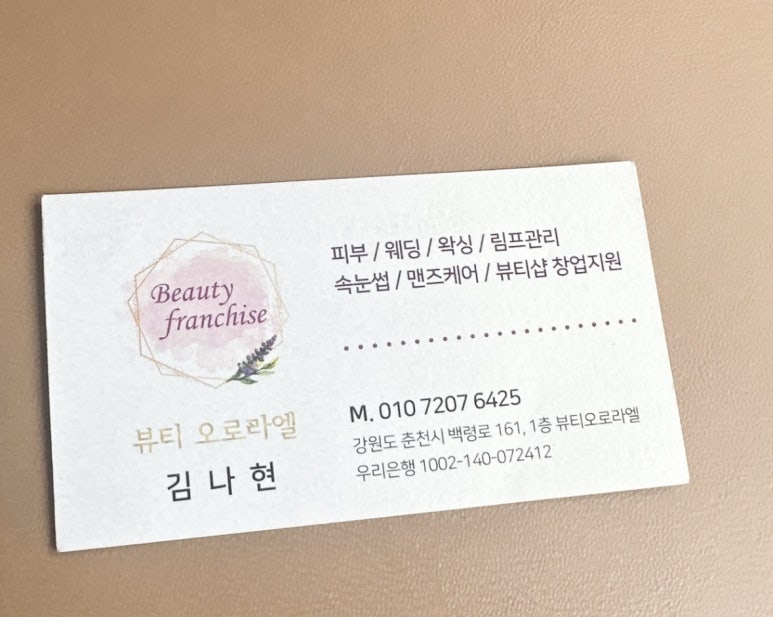 Beauty
franchise
뷰티 오로라엘
김 나 현
피부 / 웨딩 / 왁싱 / 림프관리
속눈썹 / 맨즈케어 / 뷰티샵 창업지원
M. 010 7207 6425
강원도 춘천시 백령로 161, 1층 뷰티오로라엘
우리은행 1002-140-072412